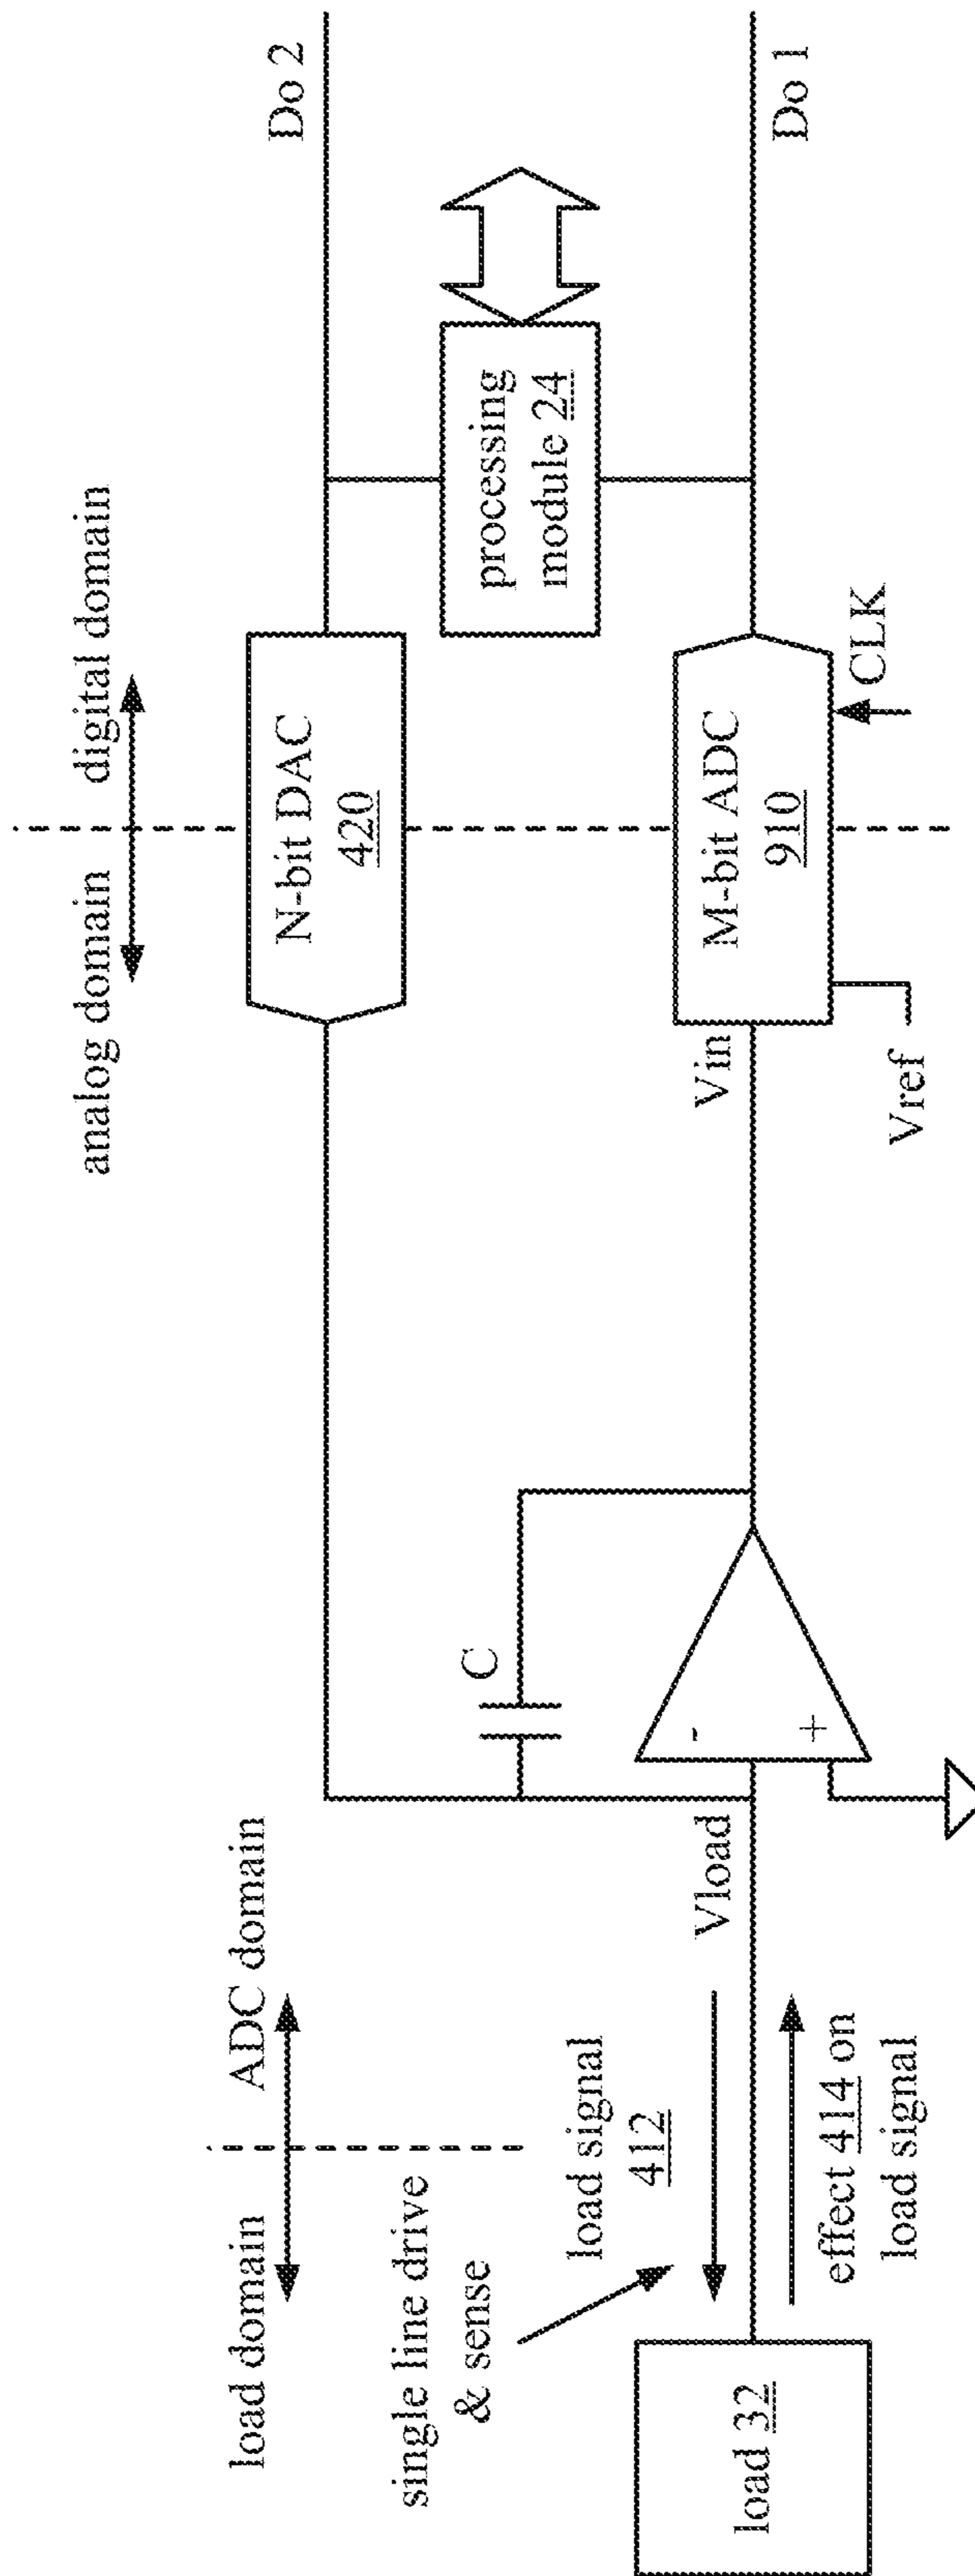 analog domain
digital domain
load domain
ADC domain
Do 2
N-bit DAC
420
single line drive
& sense
C
processing
module 24
load signal
412
Vload
-
+
Vin
M-bit ADC
910
Do 1
load 32
effect 414 on
load signal
Vref
CLK